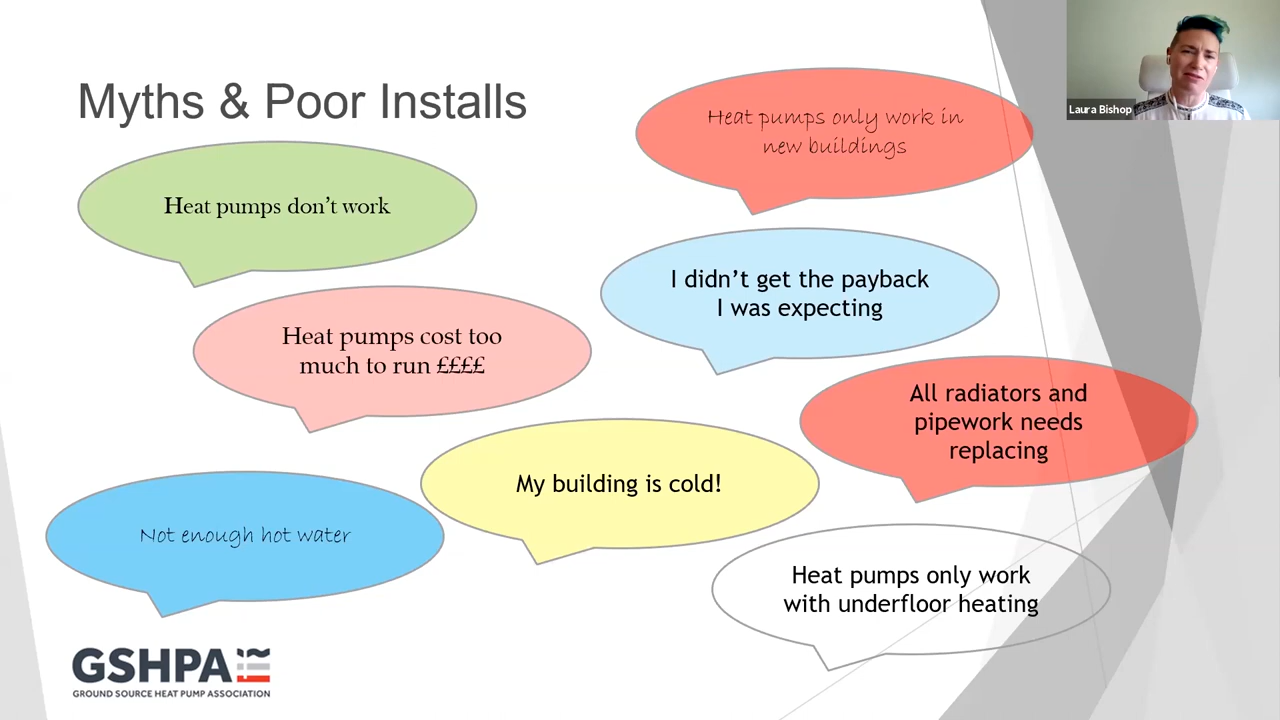 Myths & Poor Installs
Heat pumps only work in
new buildings
Laura Bishop
Heat pumps don’t work
I didn’t get the payback
I was expecting
Heat pumps cost too
much to run ££££
All radiators and
pipework needs
replacing
My building is cold!
Not enough hot water
Heat pumps only work
with underfloor heating
GSHPA
GROUND SOURCE HEAT PUMP ASSOCIATION